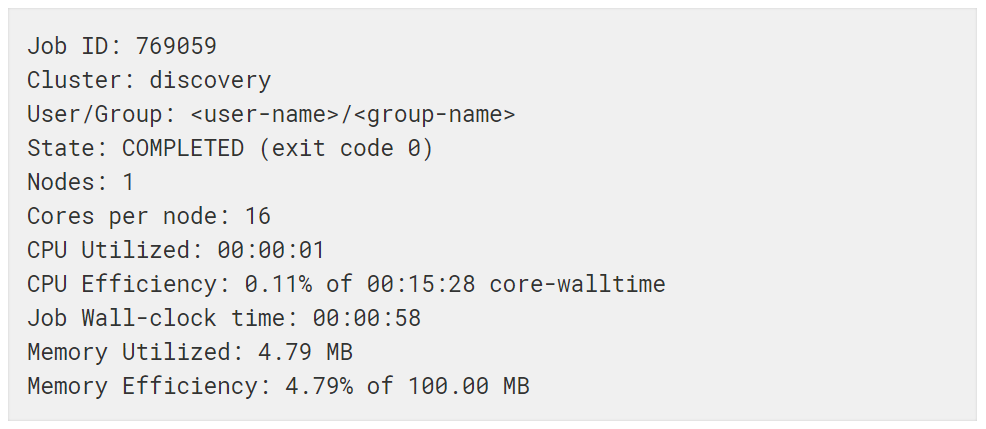 Job ID: 769059
Cluster: discovery
User/Group: <user-name>/<group-name>
State: COMPLETED (exit code 0)
Nodes: 1
Cores per node: 16
CPU Utilized: 00:00:01
CPU Efficiency: 0.11% of 00:15:28 core-walltime
Job Wall-clock time: 00:00:58
Memory Utilized: 4.79 MB
Memory Efficiency: 4.79% of 100.00 MB